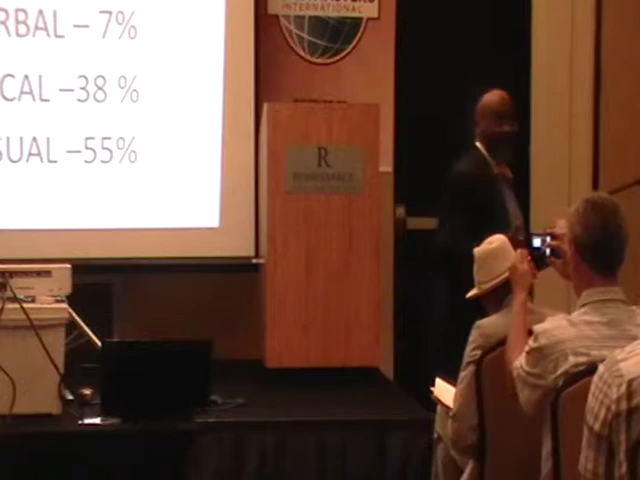 RBAL – 7%
CAL –38 %
SUAL –55%
INTERNATIONAL
R
RENAISSANCE